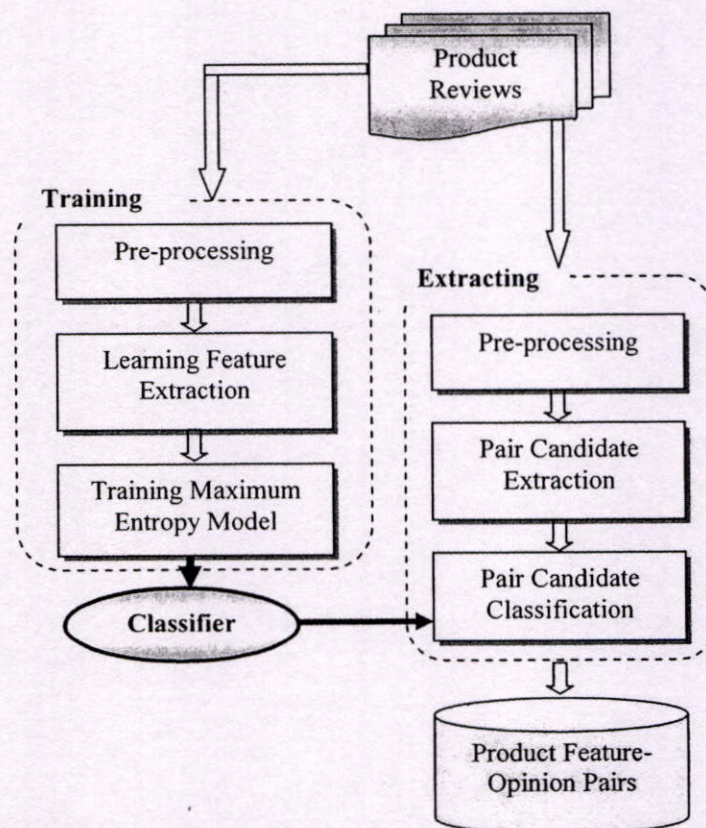 Product
Reviews
Training
Pre-processing
Learning Feature
Extraction
Training Maximum
Entropy Model
Classifier
Extracting
Pre-processing
Pair Candidate
Extraction
Pair Candidate
Classification
Product Feature-
Opinion Pairs